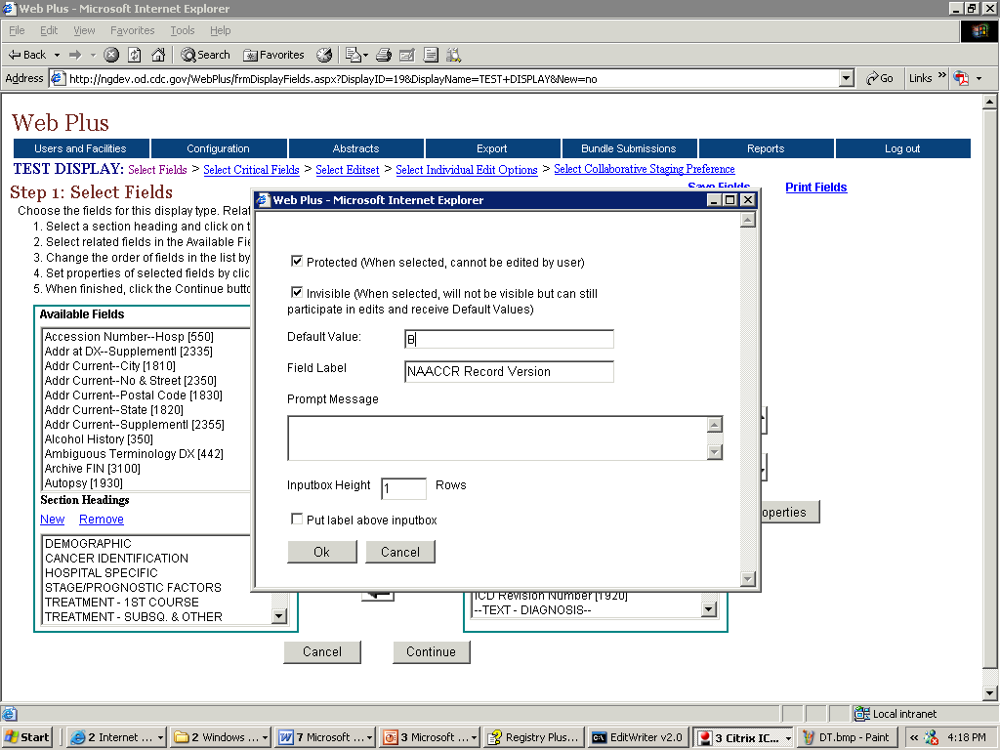 Web Plus - Microsoft Internet Explorer
File Edit View Favorites Tools Help
Back Search Favorites
Address http://ngdev.od.cdc.gov/WebPlus/frmDisplayFields.aspx?DisplayID=19&DisplayName=TEST+DISPLAY&New=no Go Links »
Web Plus
Users and Facilities Configuration Abstracts Export Bundle Submissions Reports Log out
TEST DISPLAY: Select Fields > Select Critical Fields > Select Editset > Select Individual Edit Options > Select Collaborative Staging Preference
Step 1: Select Fields
Save Fields Print Fields
Choose the fields for this display type. Rela
1. Select a section heading and click on t
2. Select related fields in the Available Fie
3. Change the order of fields in the list by
4. Set properties of selected fields by clic
5. When finished, click the Continue butto
Available Fields
Accession Number--Hosp [550]
Addr at DX--Supplementl [2335]
Addr Current--City [1810]
Addr Current--No & Street [2350]
Addr Current--Postal Code [1830]
Addr Current--State [1820]
Addr Current--Supplementl [2355]
Alcohol History [350]
Ambiguous Terminology DX [442]
Archive FIN [3100]
Autopsy [1930]
Section Headings
New Remove
DEMOGRAPHIC
CANCER IDENTIFICATION
HOSPITAL SPECIFIC
STAGE/PROGNOSTIC FACTORS
TREATMENT - 1ST COURSE
TREATMENT - SUBSQ. & OTHER
Web Plus - Microsoft Internet Explorer
Protected (When selected, cannot be edited by user)
Invisible (When selected, will not be visible but can still
participate in edits and receive Default Values)
Default Value: B
Field Label NAACCR Record Version
Prompt Message
Inputbox Height 1 Rows
Put label above inputbox
Ok Cancel
operties
ICD Revision Number [1920]
--TEXT - DIAGNOSIS--
Cancel Continue
Local intranet
Start 2 Internet ... 2 Windows ... 7 Microsoft ... 3 Microsoft ... Registry Plus... EditWriter v2.0 3 Citrix IC... DT.bmp - Paint « 4:18 PM